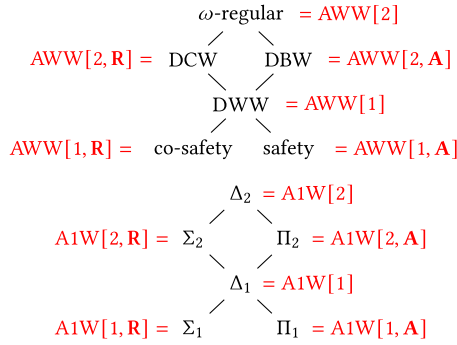 ω-regular = AWW[2]
AWW[2, R] = DCW DBW = AWW[2, A]
DWW = AWW[1]
AWW[1, R] = co-safety safety = AWW[1, A]
Δ₂ = A1W[2]
A1W[2, R] = Σ₂ Π₂ = A1W[2, A]
Δ₁ = A1W[1]
A1W[1, R] = Σ₁ Π₁ = A1W[1, A]